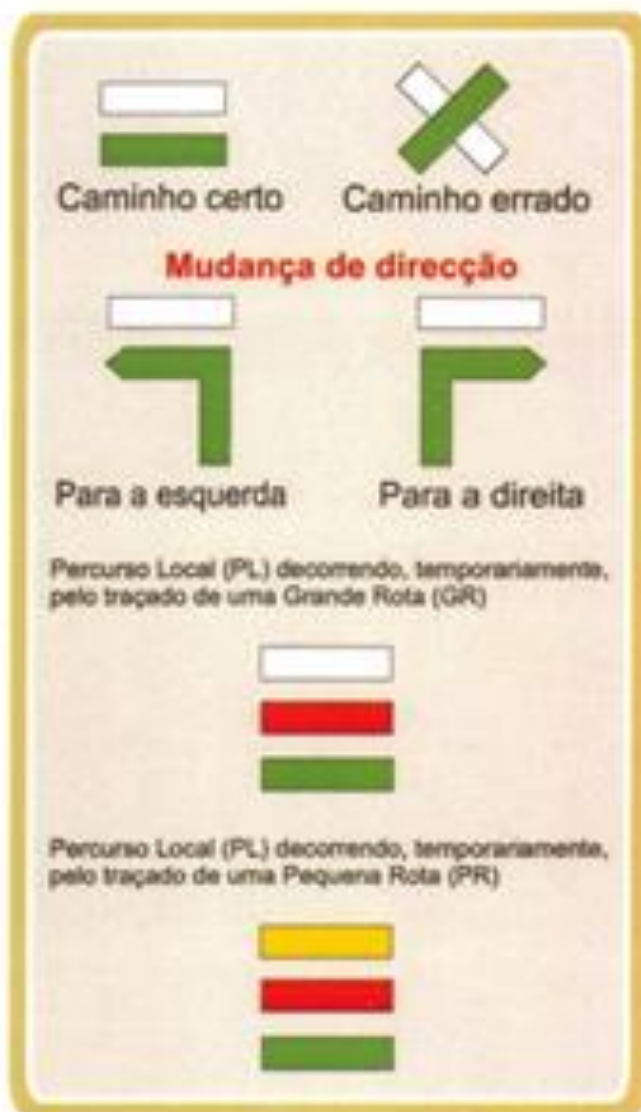 Caminho certo
Caminho errado
Mudança de direcção
Para a esquerda
Para a direita
Percurso Local (PL) decorrendo, temporariamente,
pelo traçado de uma Grande Rota (GR)
Percurso Local (PL) decorrendo, temporariamente,
pelo traçado de uma Pequena Rota (PR)